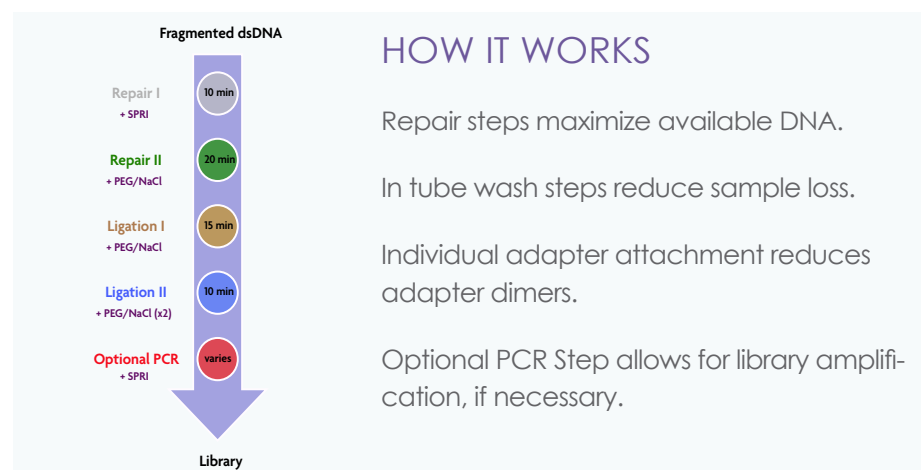 Fragmented dsDNA
Repair I
+ SPRI
10 min
Repair II
+ PEG/NaCl
20 min
Ligation I
+ PEG/NaCl
15 min
Ligation II
+ PEG/NaCl (x2)
10 min
Optional PCR
+ SPRI
varies
Library
HOW IT WORKS
Repair steps maximize available DNA.
In tube wash steps reduce sample loss.
Individual adapter attachment reduces
adapter dimers.
Optional PCR Step allows for library amplifi-
cation, if necessary.